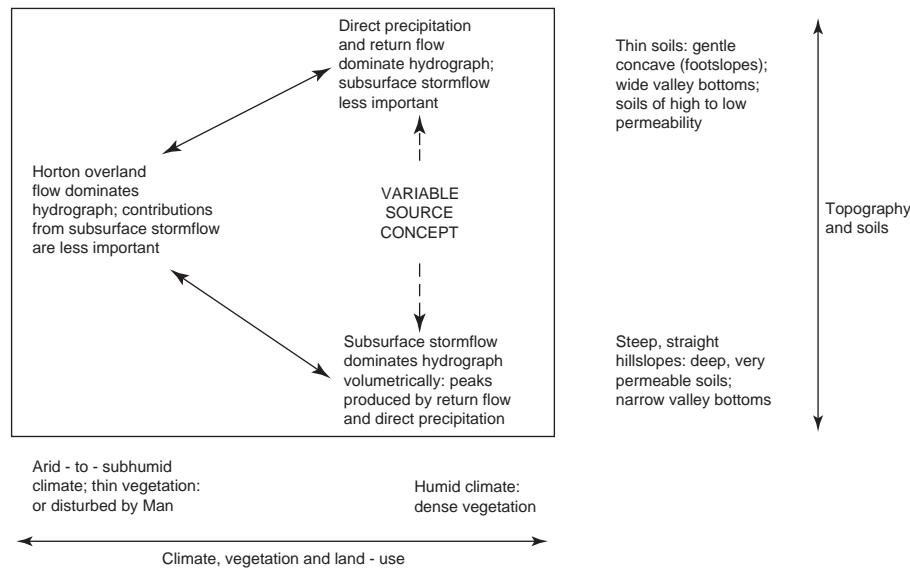 Direct precipitation
and return flow
dominate hydrograph;
subsurface stormflow
less important
Thin soils: gentle
concave (footslopes);
wide valley bottoms;
soils of high to low
permeability
Horton overland
flow dominates
hydrograph; contributions
from subsurface stormflow
are less important
VARIABLE
SOURCE
CONCEPT
Topography
and soils
Subsurface stormflow
dominates hydrograph
volumetrically: peaks
produced by return flow
and direct precipitation
Steep, straight
hillslopes: deep, very
permeable soils;
narrow valley bottoms
Arid - to - subhumid
climate; thin vegetation:
or disturbed by Man
Humid climate:
dense vegetation
Climate, vegetation and land - use